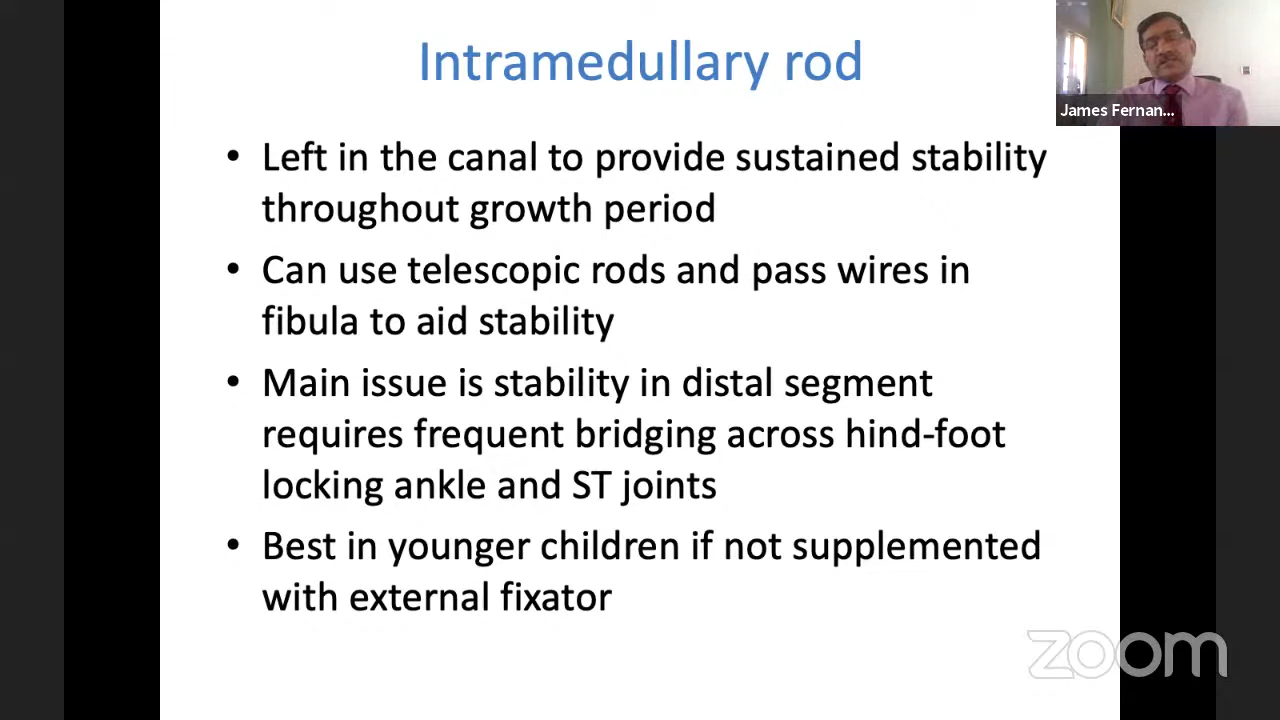 Intramedullary rod
James Fernan...
• Left in the canal to provide sustained stability
throughout growth period
• Can use telescopic rods and pass wires in
fibula to aid stability
• Main issue is stability in distal segment
requires frequent bridging across hind-foot
locking ankle and ST joints
• Best in younger children if not supplemented
with external fixator
zoom